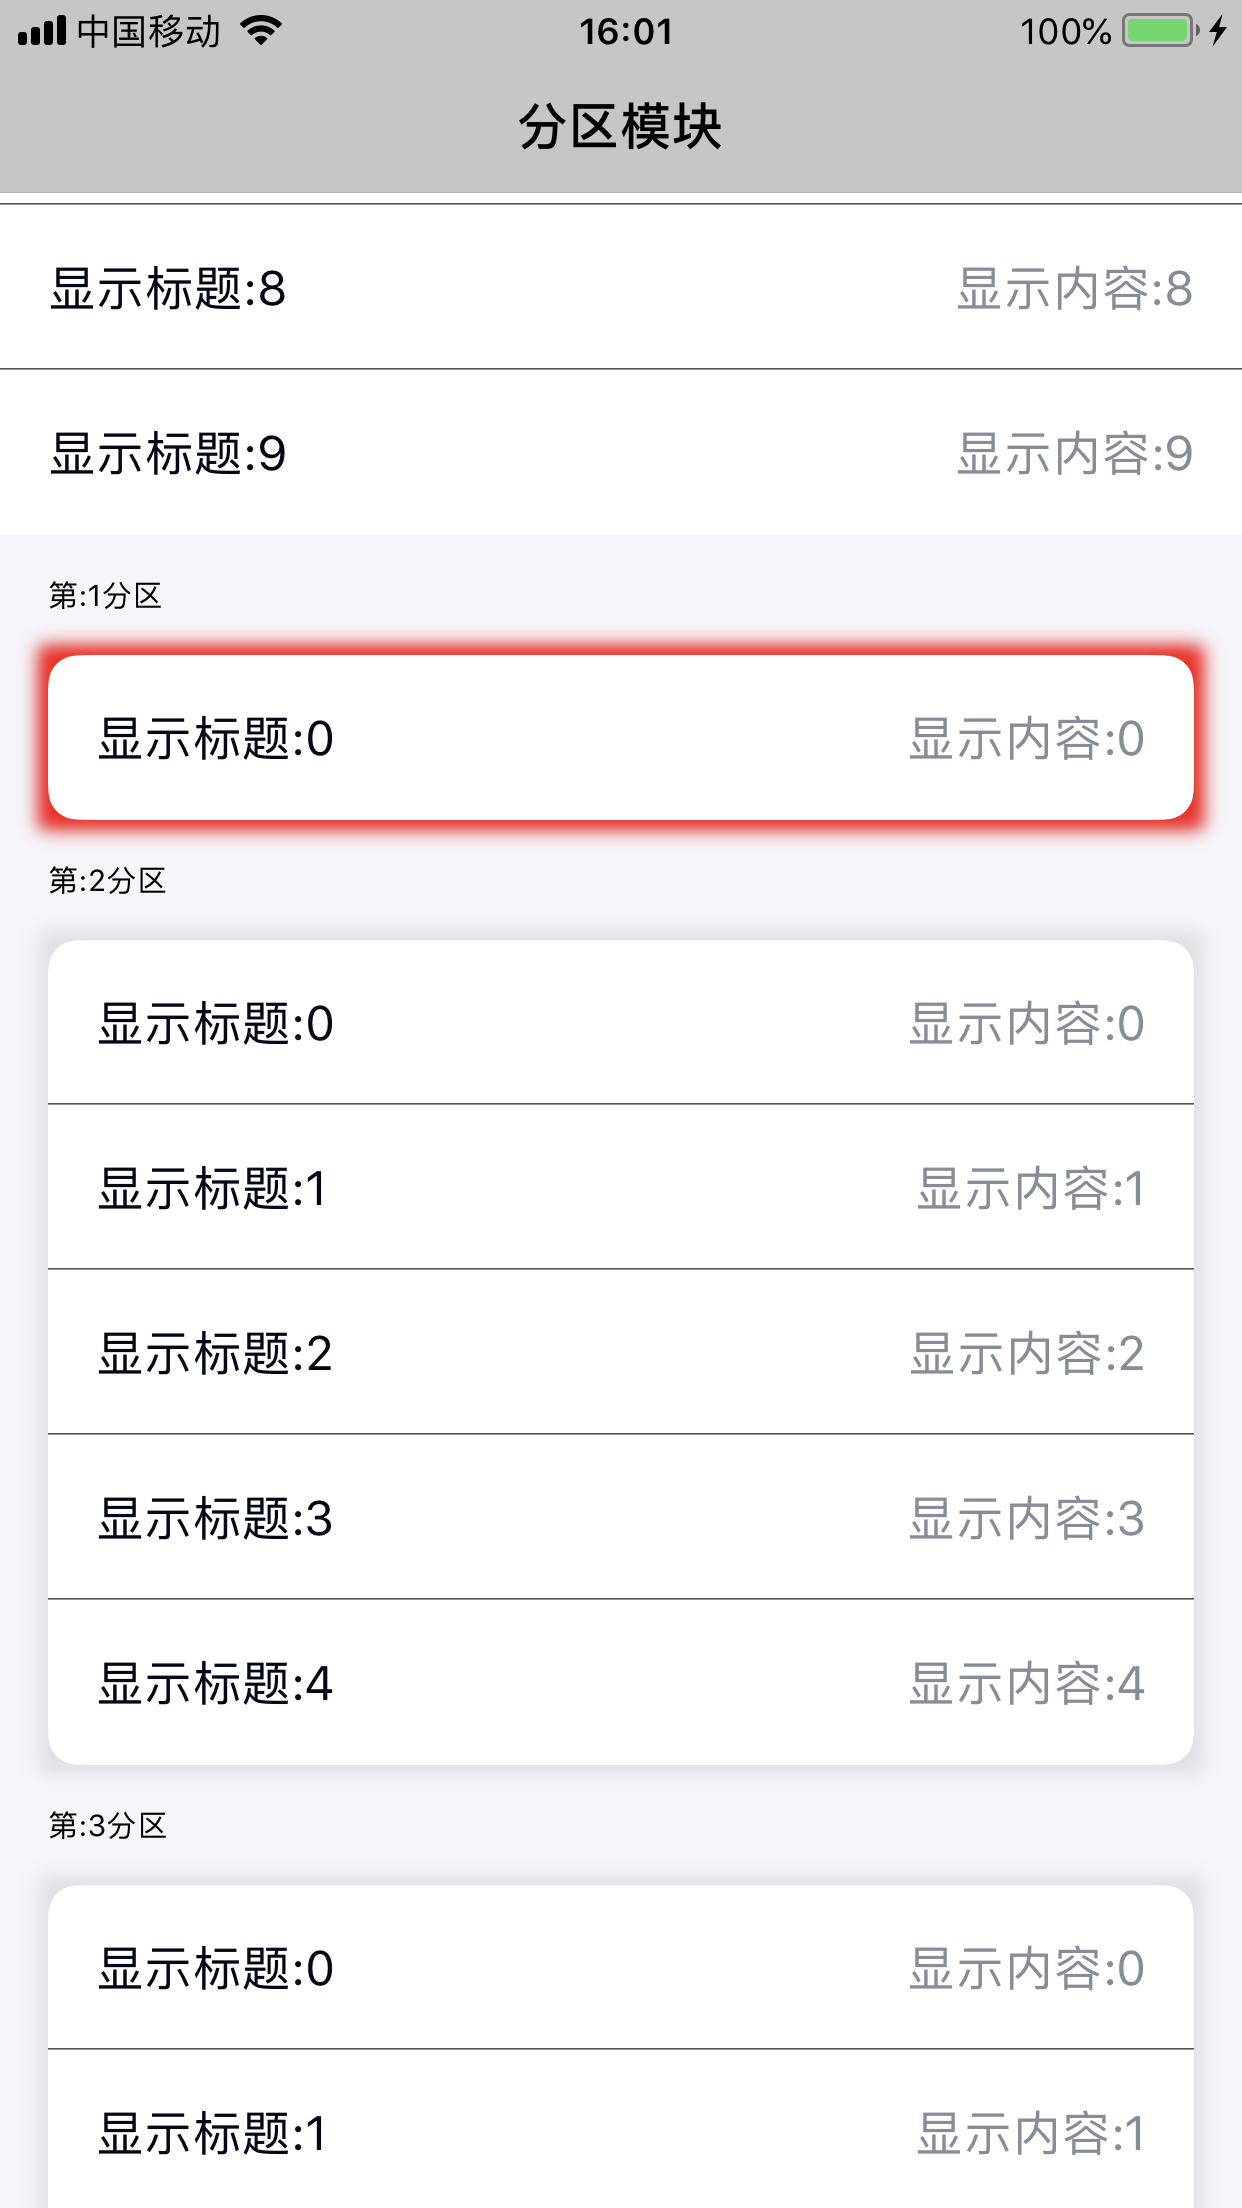 中国移动 16:01 100%
分区模块
显示标题:8 显示内容:8
显示标题:9 显示内容:9
第:1分区
显示标题:0 显示内容:0
第:2分区
显示标题:0 显示内容:0
显示标题:1 显示内容:1
显示标题:2 显示内容:2
显示标题:3 显示内容:3
显示标题:4 显示内容:4
第:3分区
显示标题:0 显示内容:0
显示标题:1 显示内容:1